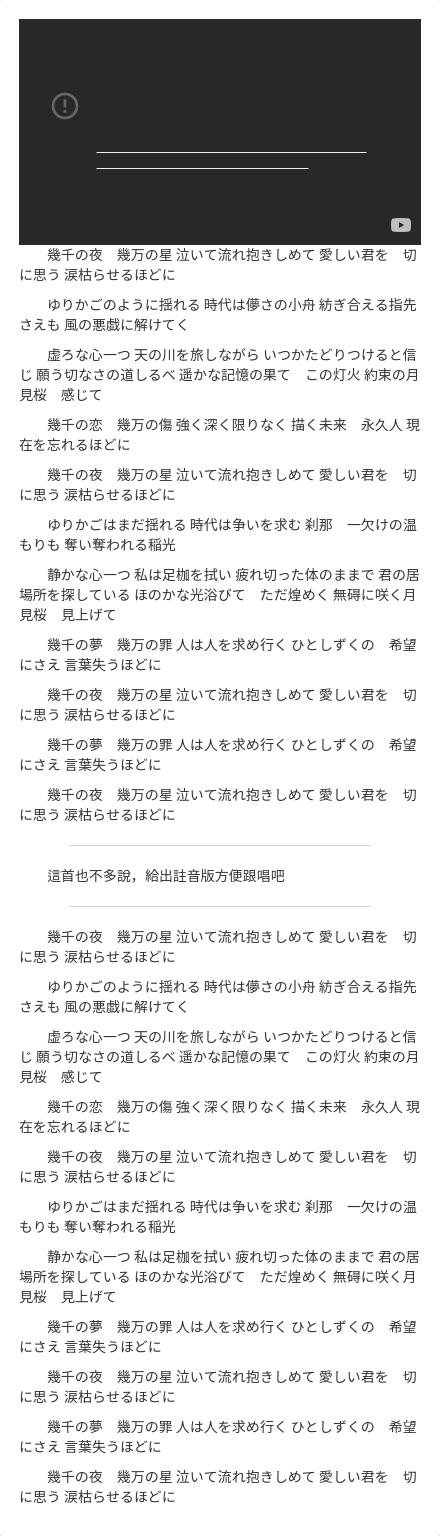 幾千の夜　幾万の星 泣いて流れ抱きしめて 愛しい君を　切
に思う 涙枯らせるほどに
ゆりかごのように揺れる 時代は儚さの小舟 紡ぎ合える指先
さえも 風の悪戯に解けてく
虚ろな心一つ 天の川を旅しながら いつかたどりつけると信
じ 願う切なさの道しるべ 遥かな記憶の果て　この灯火 約束の月
見桜　感じて
幾千の恋　幾万の傷 強く深く限りなく 描く未来　永久人 現
在を忘れるほどに
幾千の夜　幾万の星 泣いて流れ抱きしめて 愛しい君を　切
に思う 涙枯らせるほどに
ゆりかごはまだ揺れる 時代は争いを求む 刹那　一欠けの温
もりも 奪い奪われる稲光
静かな心一つ 私は足枷を拭い 疲れ切った体のままで 君の居
場所を探している ほのかな光浴びて　ただ煌めく 無碍に咲く月
見桜　見上げて
幾千の夢　幾万の罪 人は人を求め行く ひとしずくの　希望
にさえ 言葉失うほどに
幾千の夜　幾万の星 泣いて流れ抱きしめて 愛しい君を　切
に思う 涙枯らせるほどに
幾千の夢　幾万の罪 人は人を求め行く ひとしずくの　希望
にさえ 言葉失うほどに
幾千の夜　幾万の星 泣いて流れ抱きしめて 愛しい君を　切
に思う 涙枯らせるほどに
這首也不多說，給出註音版方便跟唱吧
幾千の夜　幾万の星 泣いて流れ抱きしめて 愛しい君を　切
に思う 涙枯らせるほどに
ゆりかごのように揺れる 時代は儚さの小舟 紡ぎ合える指先
さえも 風の悪戯に解けてく
虚ろな心一つ 天の川を旅しながら いつかたどりつけると信
じ 願う切なさの道しるべ 遥かな記憶の果て　この灯火 約束の月
見桜　感じて
幾千の恋　幾万の傷 強く深く限りなく 描く未来　永久人 現
在を忘れるほどに
幾千の夜　幾万の星 泣いて流れ抱きしめて 愛しい君を　切
に思う 涙枯らせるほどに
ゆりかごはまだ揺れる 時代は争いを求む 刹那　一欠けの温
もりも 奪い奪われる稲光
静かな心一つ 私は足枷を拭い 疲れ切った体のままで 君の居
場所を探している ほのかな光浴びて　ただ煌めく 無碍に咲く月
見桜　見上げて
幾千の夢　幾万の罪 人は人を求め行く ひとしずくの　希望
にさえ 言葉失うほどに
幾千の夜　幾万の星 泣いて流れ抱きしめて 愛しい君を　切
に思う 涙枯らせるほどに
幾千の夢　幾万の罪 人は人を求め行く ひとしずくの　希望
にさえ 言葉失うほどに
幾千の夜　幾万の星 泣いて流れ抱きしめて 愛しい君を　切
に思う 涙枯らせるほどに